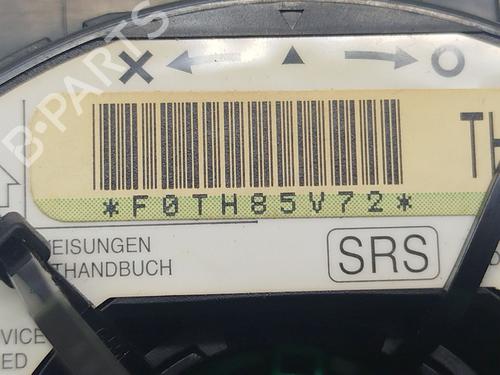 B-PARTS
TH
*F0TH85V72*
EISUNGEN
THANDBUCH
SRS
VICE
ED